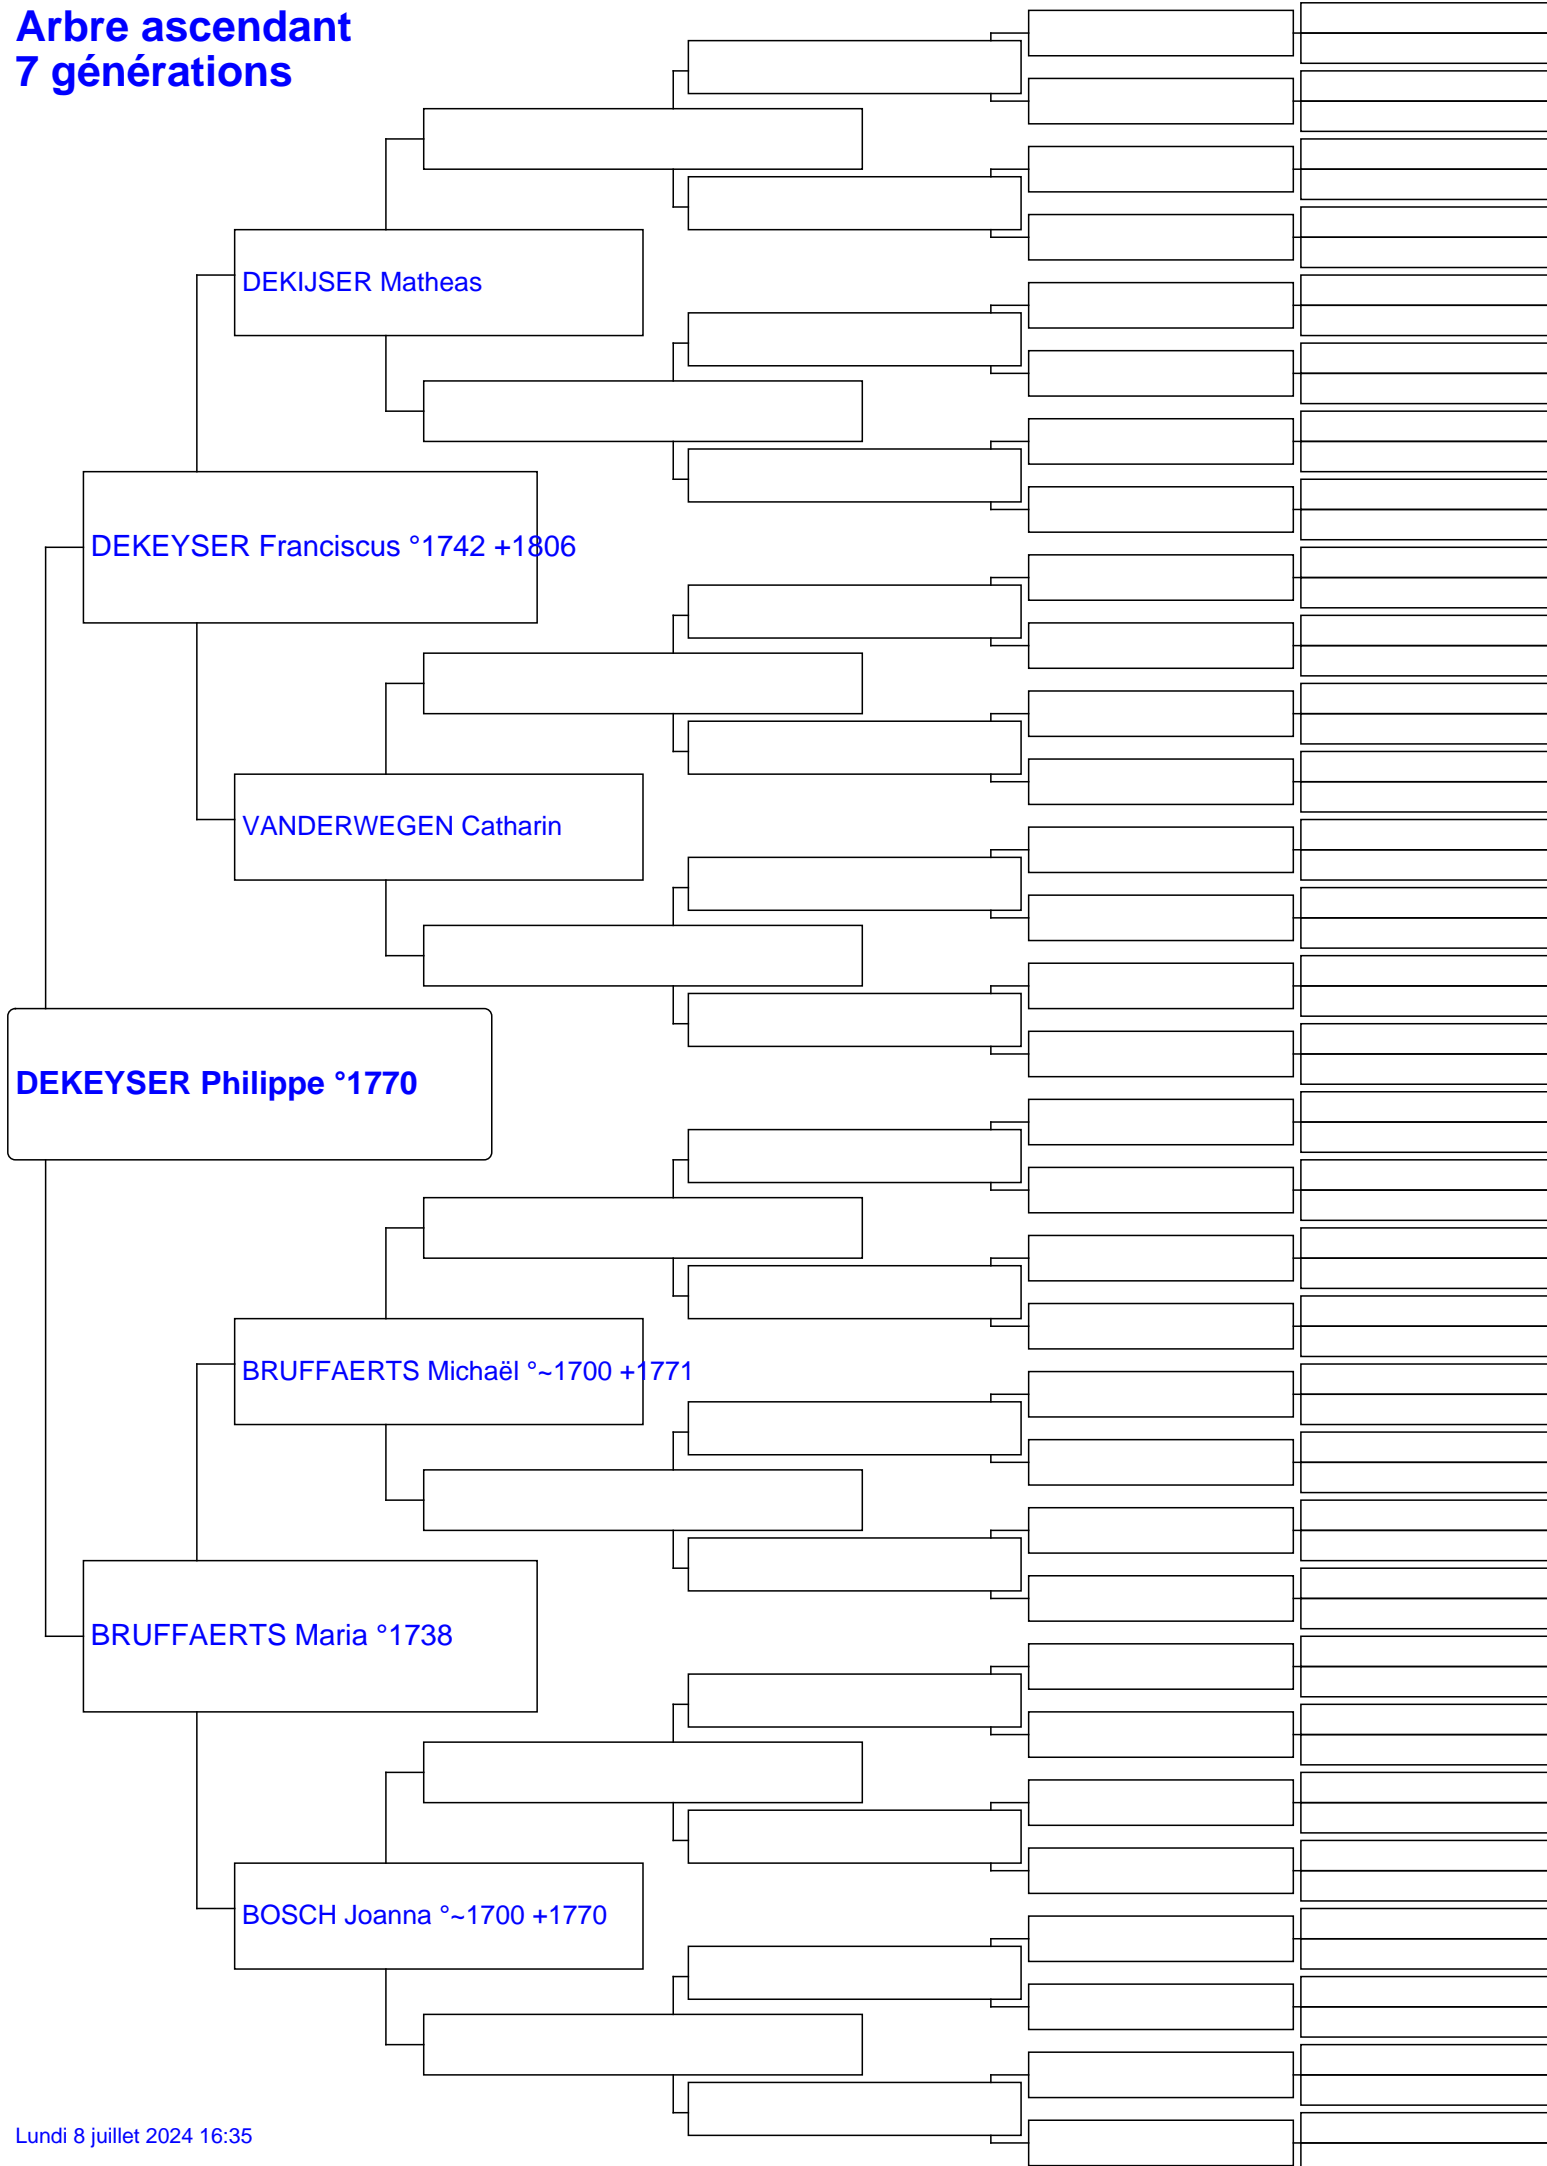 Arbre ascendant
7 générations
DEKIJSER Matheas
DEKEYSER Franciscus °1742 +1806
VANDERWEGEN Catharin
DEKEYSER Philippe °1770
BRUFFAERTS Michaël °~1700 +1771
BRUFFAERTS Maria °1738
BOSCH Joanna °~1700 +1770
Lundi 8 juillet 2024 16:35